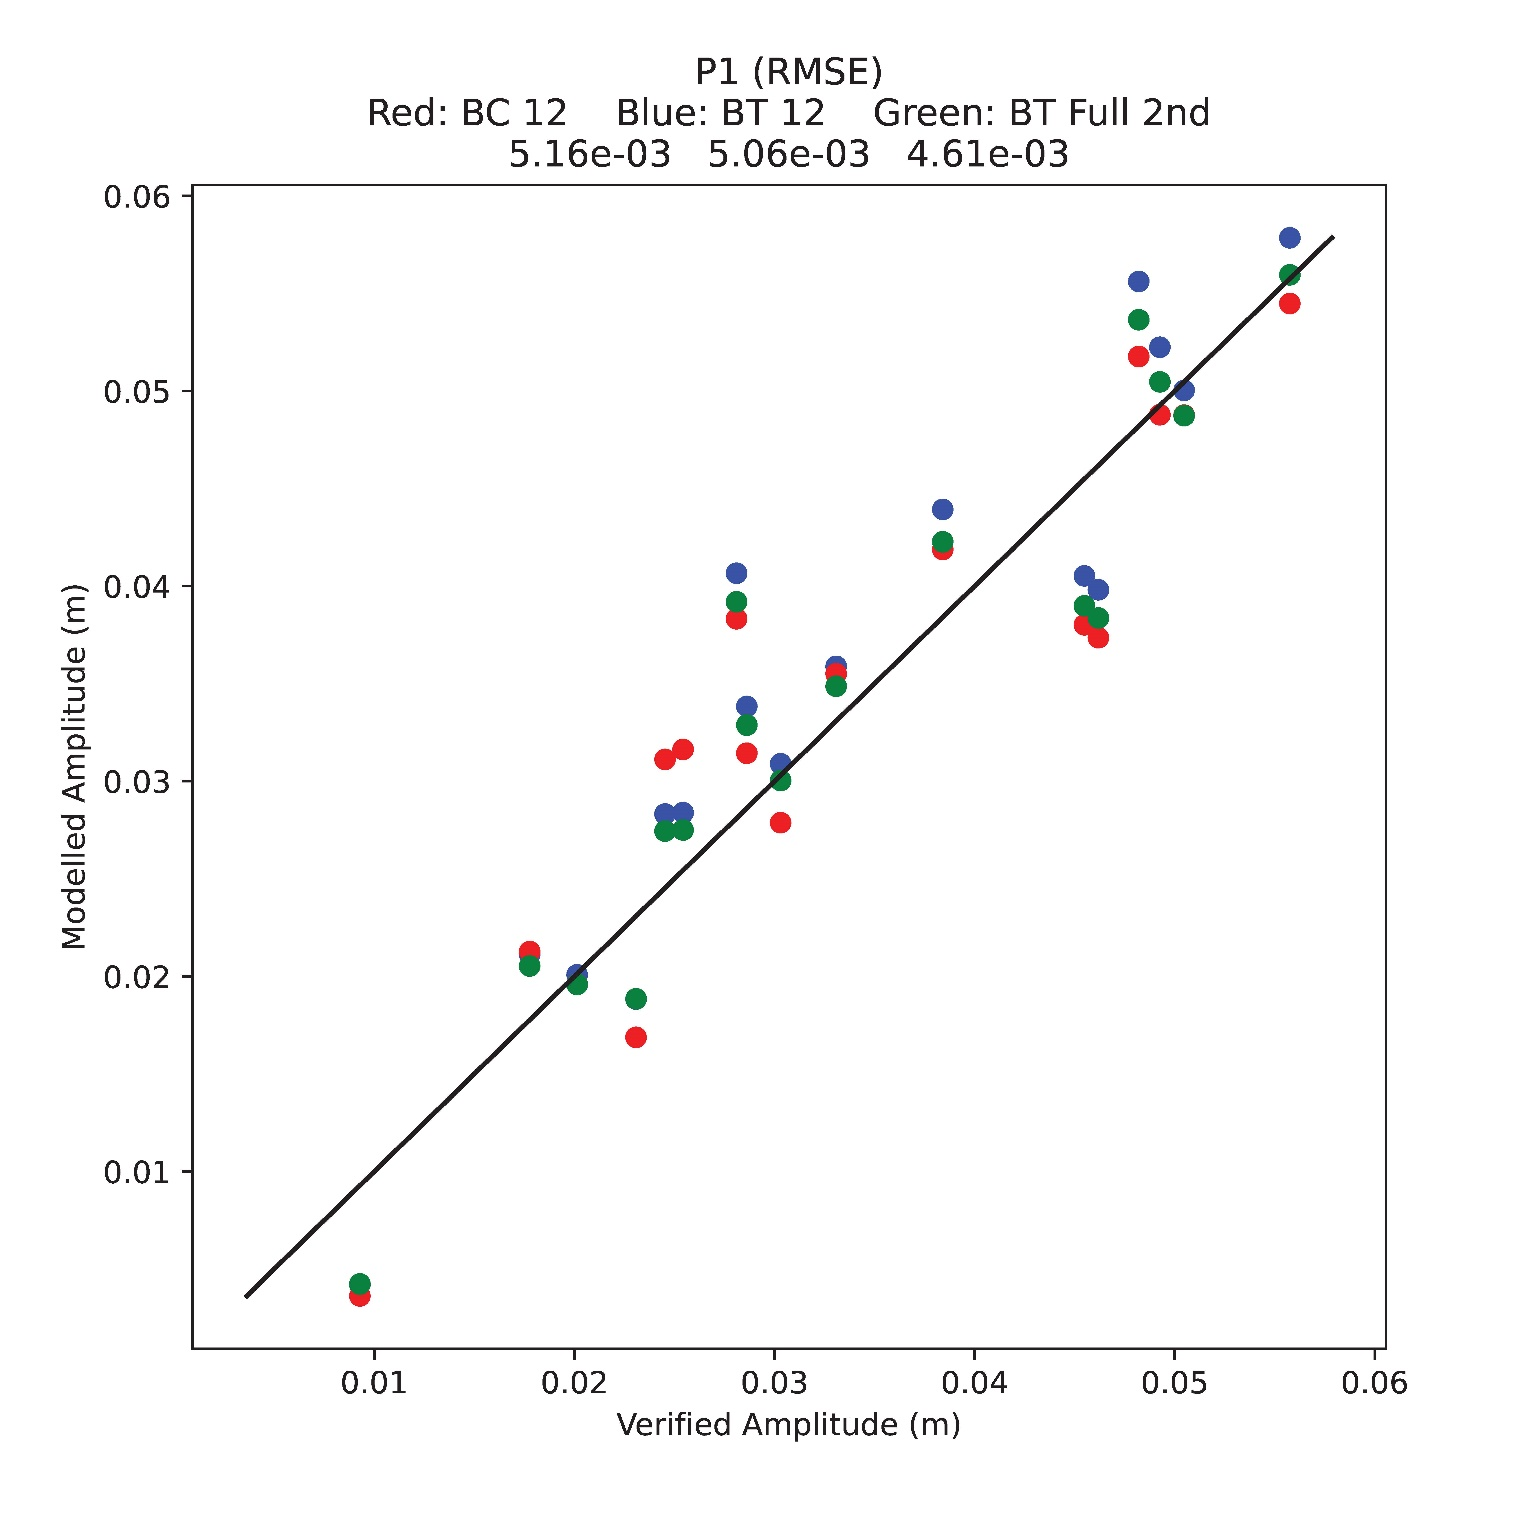 P1 (RMSE)
Red: BC 12 Blue: BT 12 Green: BT Full 2nd
5.16e-03 5.06e-03 4.61e-03
0.06
0.05
0.04
0.03
0.02
0.01
Modelled Amplitude (m)
0.01 0.02 0.03 0.04 0.05 0.06
Verified Amplitude (m)